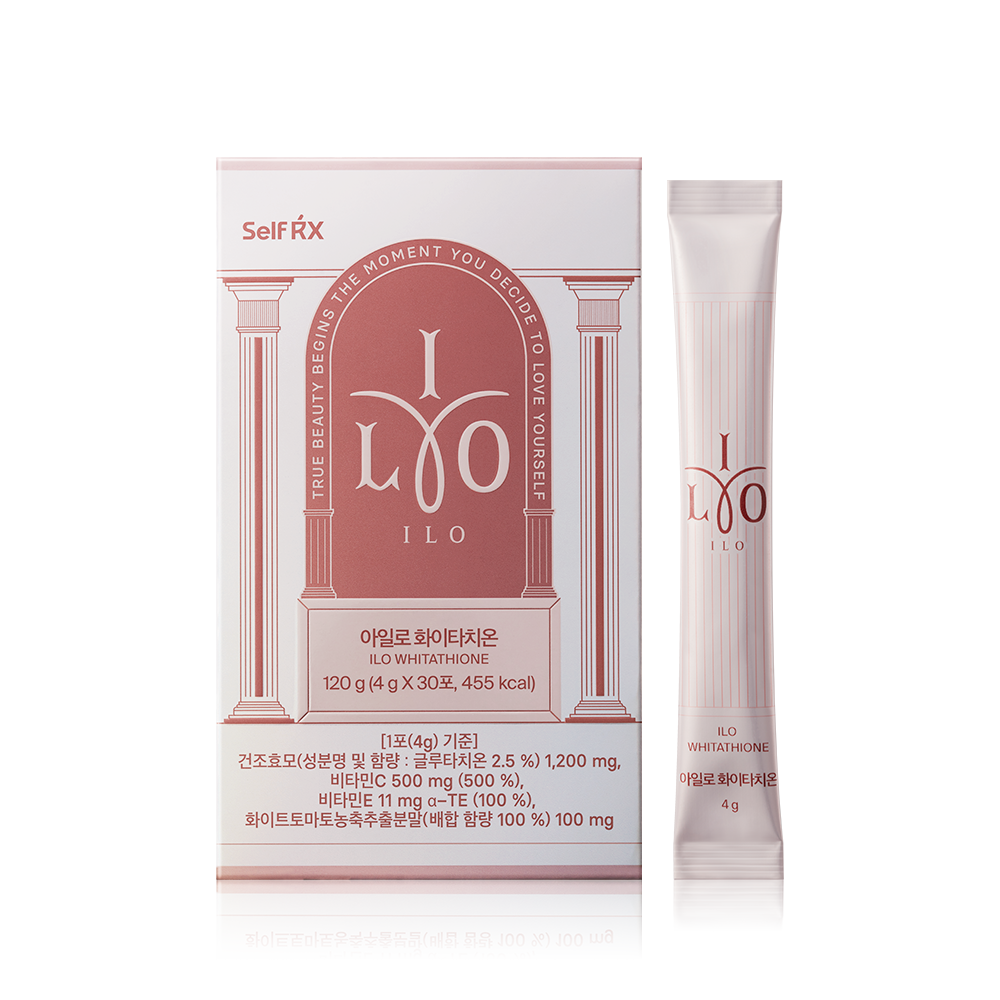 Self RX
TRUE BEAUTY BEGINS THE MOMENT YOU DECIDE TO LOVE YOURSELF
I
L O
ILO
아일로 화이타치온
ILO WHITATHIONE
120 g (4 g X 30포, 455 kcal)
[1포(4g) 기준]
건조효모(성분명 및 함량 : 글루타치온 2.5 %) 1,200 mg,
비타민C 500 mg (500 %),
비타민E 11 mg α-TE (100 %),
화이트토마토농축추출분말(배합 함량 100 %) 100 mg
I
L O
ILO
ILO
WHITATHIONE
아일로 화이타치온
4 g